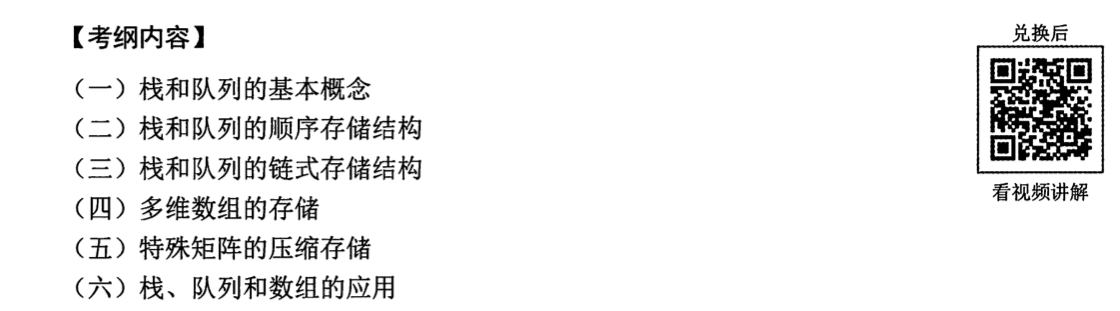 【考纲内容】
（一）栈和队列的基本概念
（二）栈和队列的顺序存储结构
（三）栈和队列的链式存储结构
（四）多维数组的存储
（五）特殊矩阵的压缩存储
（六）栈、队列和数组的应用
兑换后
看视频讲解